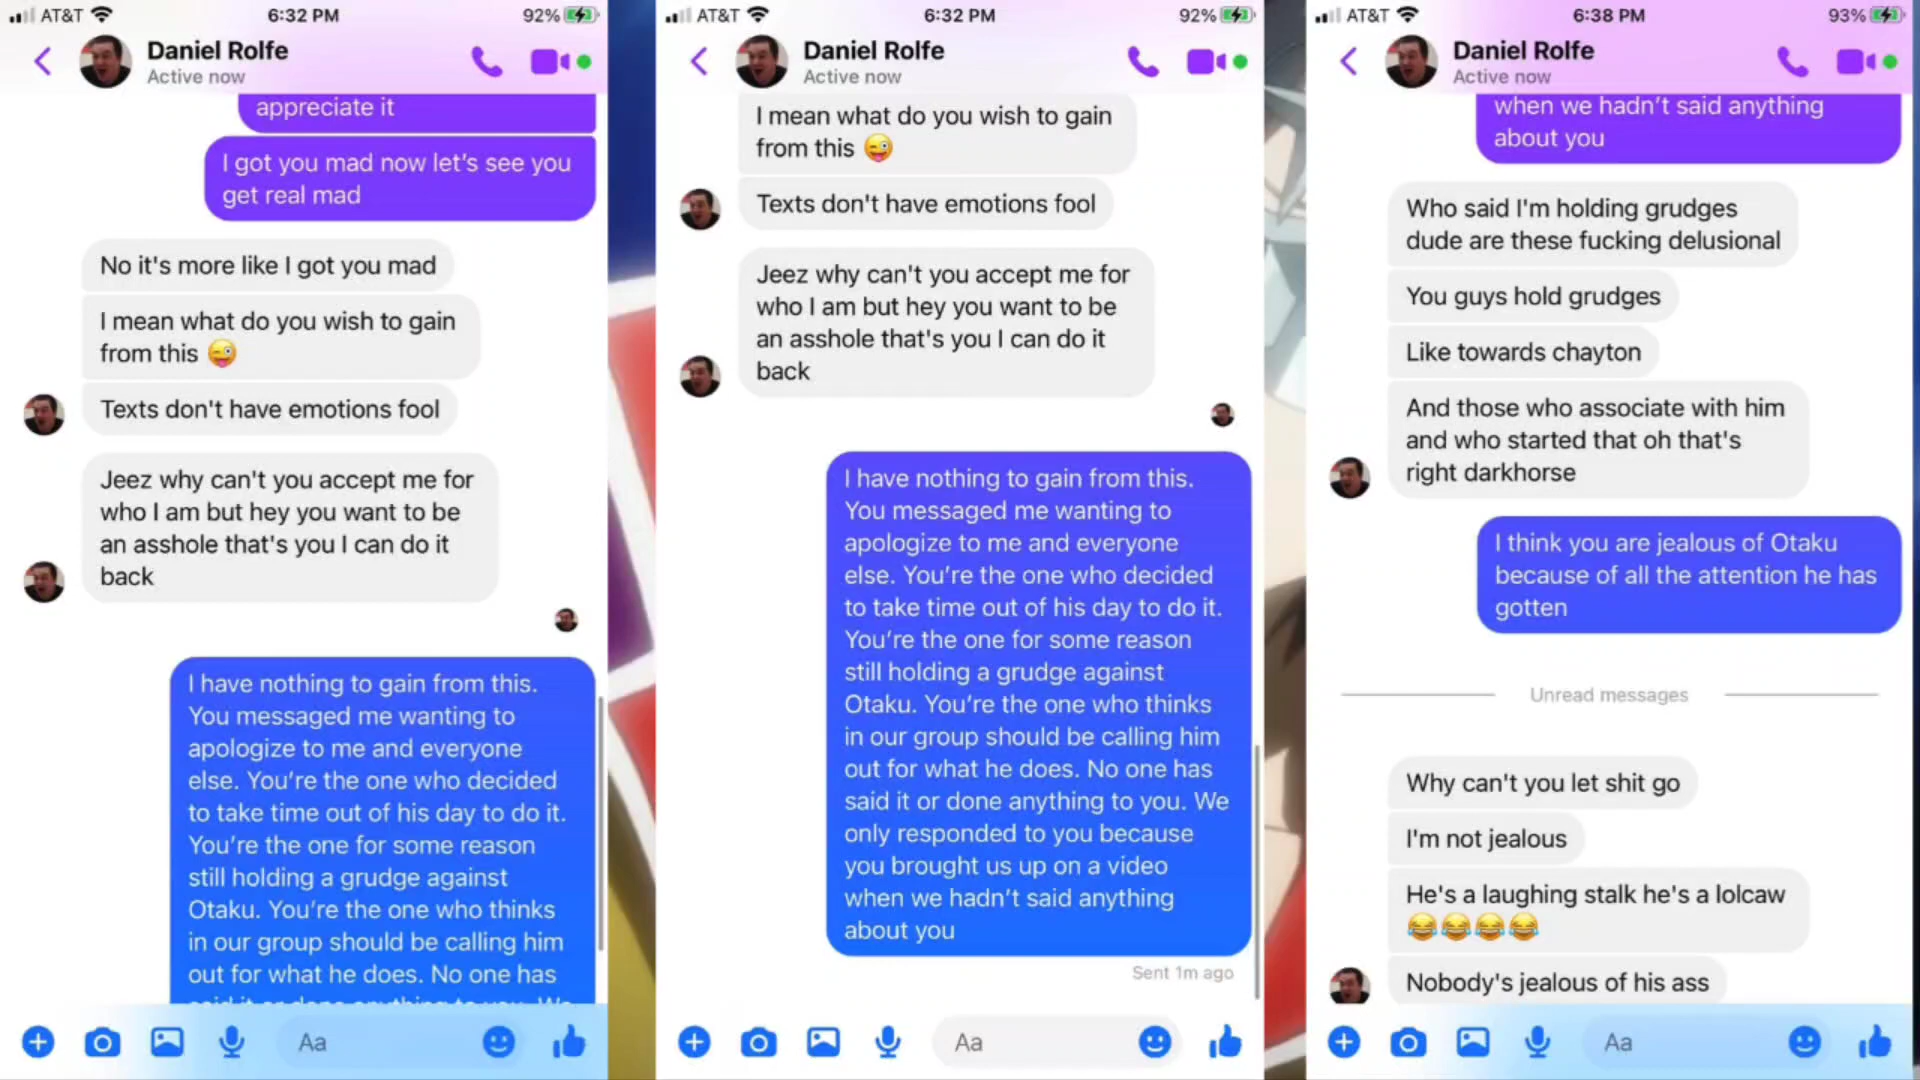 AT&T
6:32 PM
92%
Daniel Rolfe
Active now
appreciate it
I got you mad now let's see you
get real mad
No it's more like I got you mad
I mean what do you wish to gain
from this 😜
Texts don't have emotions fool
Jeez why can't you accept me for
who I am but hey you want to be
an asshole that's you I can do it
back
I have nothing to gain from this.
You messaged me wanting to
apologize to me and everyone
else. You're the one who decided
to take time out of his day to do it.
You're the one for some reason
still holding a grudge against
Otaku. You're the one who thinks
in our group should be calling him
out for what he does. No one has
said it or done anything to you. We
Aa
AT&T
6:32 PM
92%
Daniel Rolfe
Active now
I mean what do you wish to gain
from this 😜
Texts don't have emotions fool
Jeez why can't you accept me for
who I am but hey you want to be
an asshole that's you I can do it
back
I have nothing to gain from this.
You messaged me wanting to
apologize to me and everyone
else. You're the one who decided
to take time out of his day to do it.
You're the one for some reason
still holding a grudge against
Otaku. You're the one who thinks
in our group should be calling him
out for what he does. No one has
said it or done anything to you. We
only responded to you because
you brought us up on a video
when we hadn't said anything
about you
Sent 1m ago
Aa
AT&T
6:38 PM
93%
Daniel Rolfe
Active now
when we hadn't said anything
about you
Who said I'm holding grudges
dude are these fucking delusional
You guys hold grudges
Like towards chayton
And those who associate with him
and who started that oh that's
right darkhorse
I think you are jealous of Otaku
because of all the attention he has
gotten
Unread messages
Why can't you let shit go
I'm not jealous
He's a laughing stalk he's a lolcaw
😂😂😂😂
Nobody's jealous of his ass
Aa